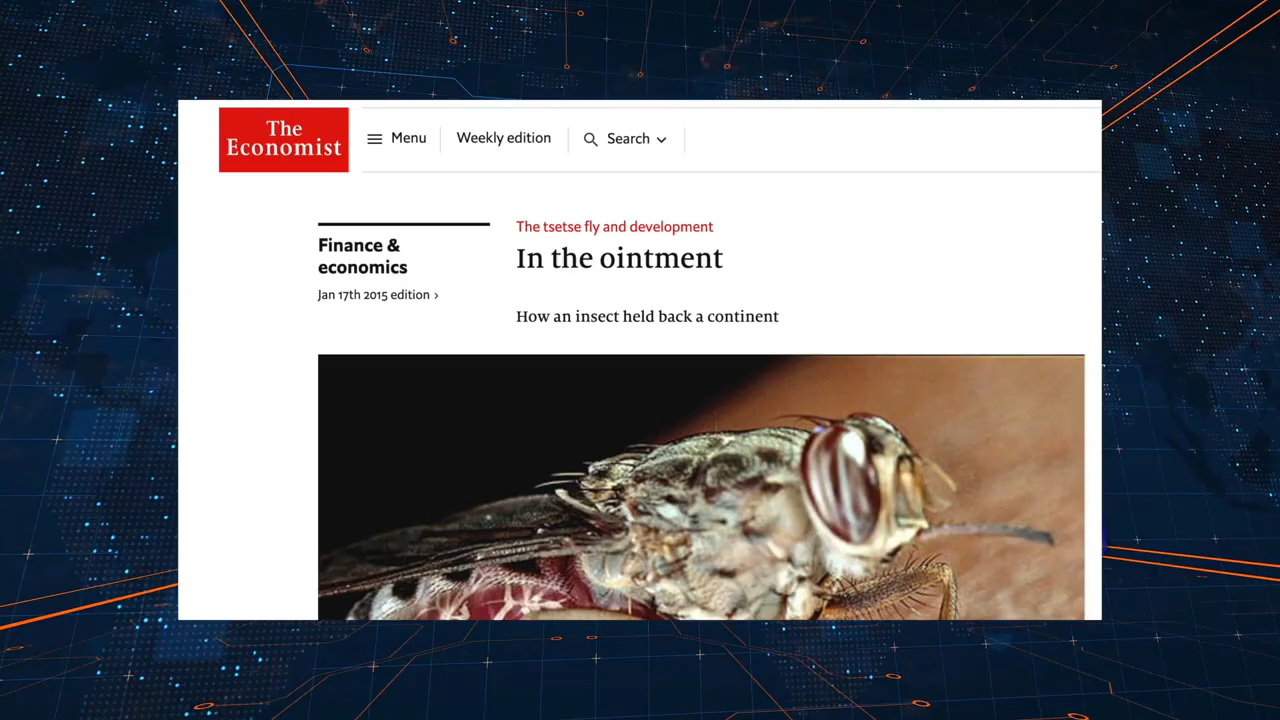 The
Economist
Menu
Weekly edition
Search
Finance &
economics
Jan 17th 2015 edition ›
The tsetse fly and development
In the ointment
How an insect held back a continent